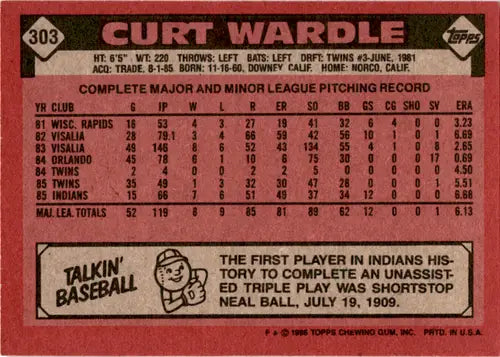 303 CURT WARDLE Topps
HT: 6'5" WT: 220 THROWS: LEFT BATS: LEFT DRFT: TWINS #3-JUNE, 1981
ACQ: TRADE, 8-1-85 BORN: 11-16-60, DOWNEY CALIF. HOME: NORCO, CALIF.
COMPLETE MAJOR AND MINOR LEAGUE PITCHING RECORD
YR CLUB G IP W L R ER SO BB GS CG SHO SV ERA
81 WISC. RAPIDS 16 53 4 3 27 19 41 32 6 4 0 0 3.23
82 VISALIA 28 79.1 3 4 66 59 42 56 10 1 0 0 6.69
83 VISALIA 49 146 8 6 52 43 134 55 4 1 0 8 2.65
84 ORLANDO 45 78 6 1 10 6 75 30 0 0 0 17 0.69
84 TWINS 2 4 0 0 2 2 5 0 0 0 0 0 4.50
85 TWINS 35 49 1 3 32 30 47 28 0 0 0 1 5.51
85 INDIANS 15 66 7 6 51 49 37 34 12 0 0 0 6.68
MAJ. LEA. TOTALS 52 119 8 9 85 81 89 62 12 0 0 1 6.13
TALKIN'
BASEBALL
THE FIRST PLAYER IN INDIANS HIS-
TORY TO COMPLETE AN UNASSIST-
ED TRIPLE PLAY WAS SHORTSTOP
NEAL BALL, JULY 19, 1909.
© 1986 TOPPS CHEWING GUM, INC. PRTD. IN U.S.A.